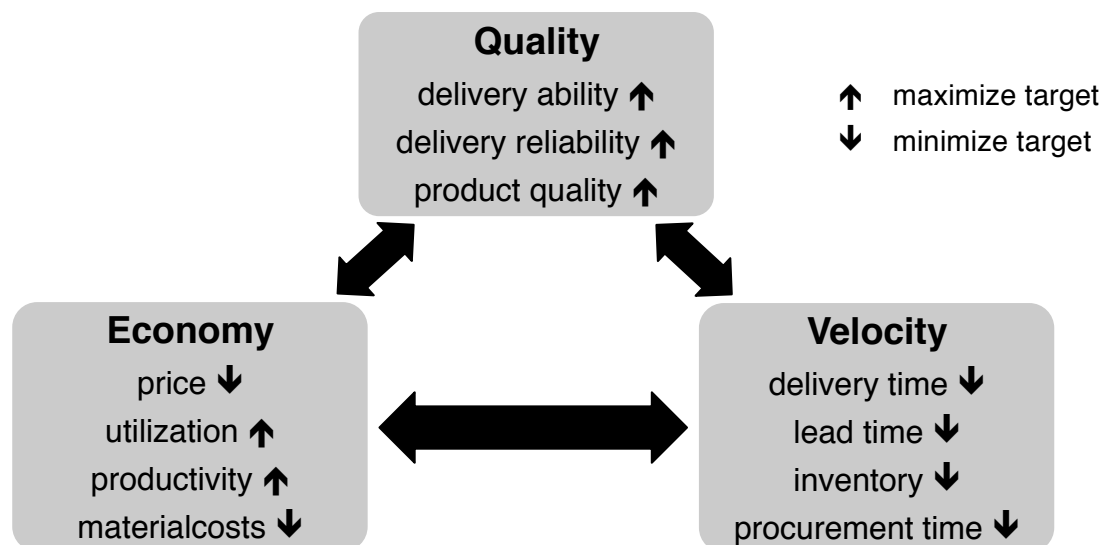 Quality
delivery ability ↑
delivery reliability ↑
product quality ↑
↑ maximize target
↓ minimize target
Economy
price ↓
utilization ↑
productivity ↑
materialcosts ↓
Velocity
delivery time ↓
lead time ↓
inventory ↓
procurement time ↓